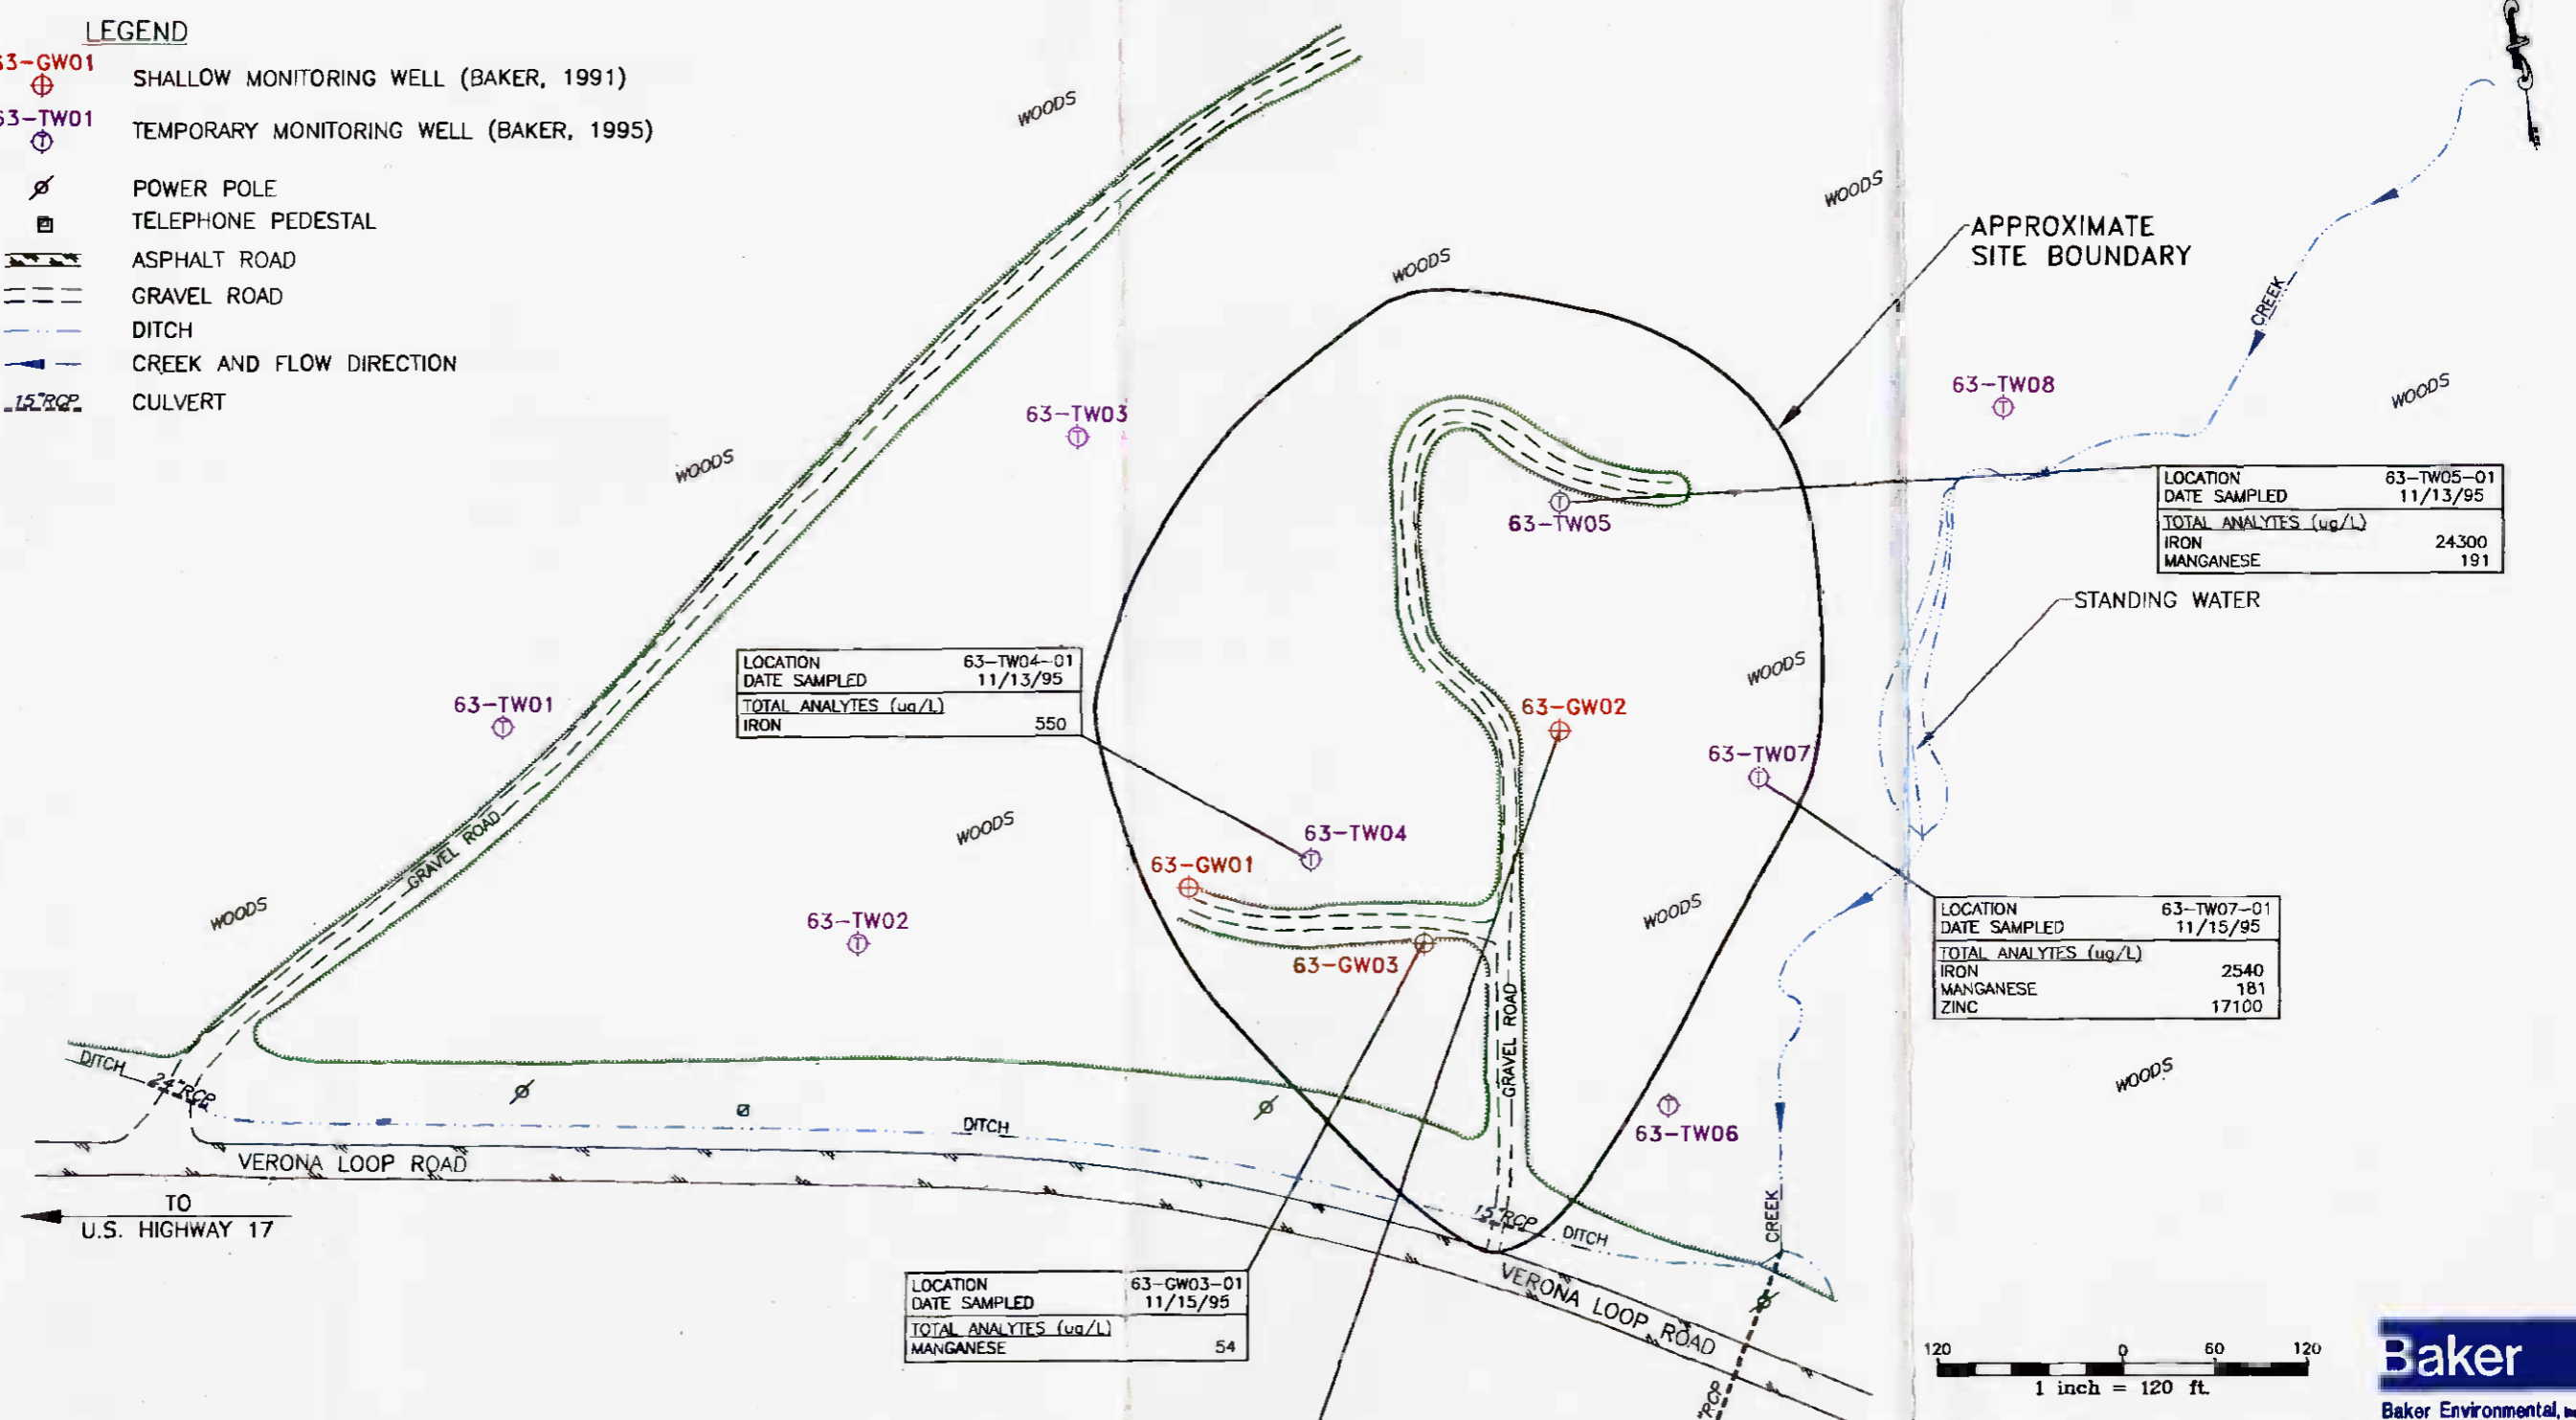 LEGEND
63-GW01
SHALLOW MONITORING WELL (BAKER, 1991)
63-TW01
TEMPORARY MONITORING WELL (BAKER, 1995)
POWER POLE
TELEPHONE PEDESTAL
ASPHALT ROAD
GRAVEL ROAD
DITCH
CREEK AND FLOW DIRECTION
15"RCP
CULVERT
WOODS
WOODS
WOODS
APPROXIMATE
SITE BOUNDARY
CREEK
WOODS
63-TW03
63-TW08
WOODS
63-TW05
LOCATION 63-TW05-01
DATE SAMPLED 11/13/95
TOTAL ANALYTES (ug/L)
IRON 24300
MANGANESE 191
STANDING WATER
LOCATION 63-TW04-01
DATE SAMPLED 11/13/95
TOTAL ANALYTES (ug/L)
IRON 550
WOODS
63-TW01
63-GW02
63-TW07
GRAVEL ROAD
WOODS
63-TW04
63-GW01
WOODS
63-TW02
WOODS
63-GW03
LOCATION 63-TW07-01
DATE SAMPLED 11/15/95
TOTAL ANALYTES (ug/L)
IRON 2540
MANGANESE 181
ZINC 17100
GRAVEL ROAD
DITCH
24"RCP
WOODS
DITCH
63-TW06
VERONA LOOP ROAD
TO
U.S. HIGHWAY 17
15"RCP
DITCH
CREEK
LOCATION 63-GW03-01
DATE SAMPLED 11/15/95
TOTAL ANALYTES (ug/L)
MANGANESE 54
VERONA LOOP ROAD
"RCP
120 0 60 120
1 inch = 120 ft.
Baker
Baker Environmental,